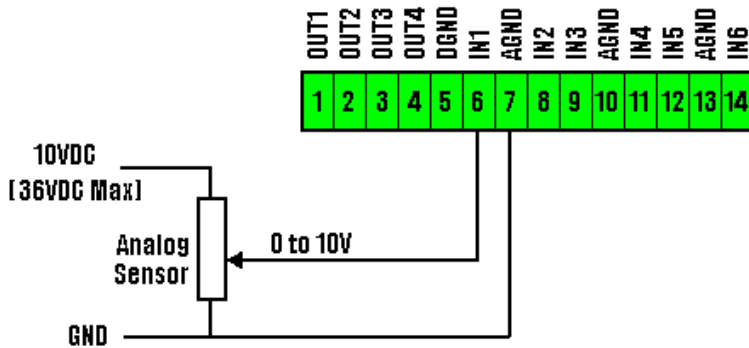 OUT1 OUT2 OUT3 OUT4 DGND IN1 AGND IN2 IN3 AGND IN4 IN5 AGND IN6
1 2 3 4 5 6 7 8 9 10 11 12 13 14
10VDC
[36VDC Max]
Analog
Sensor
0 to 10V
GND